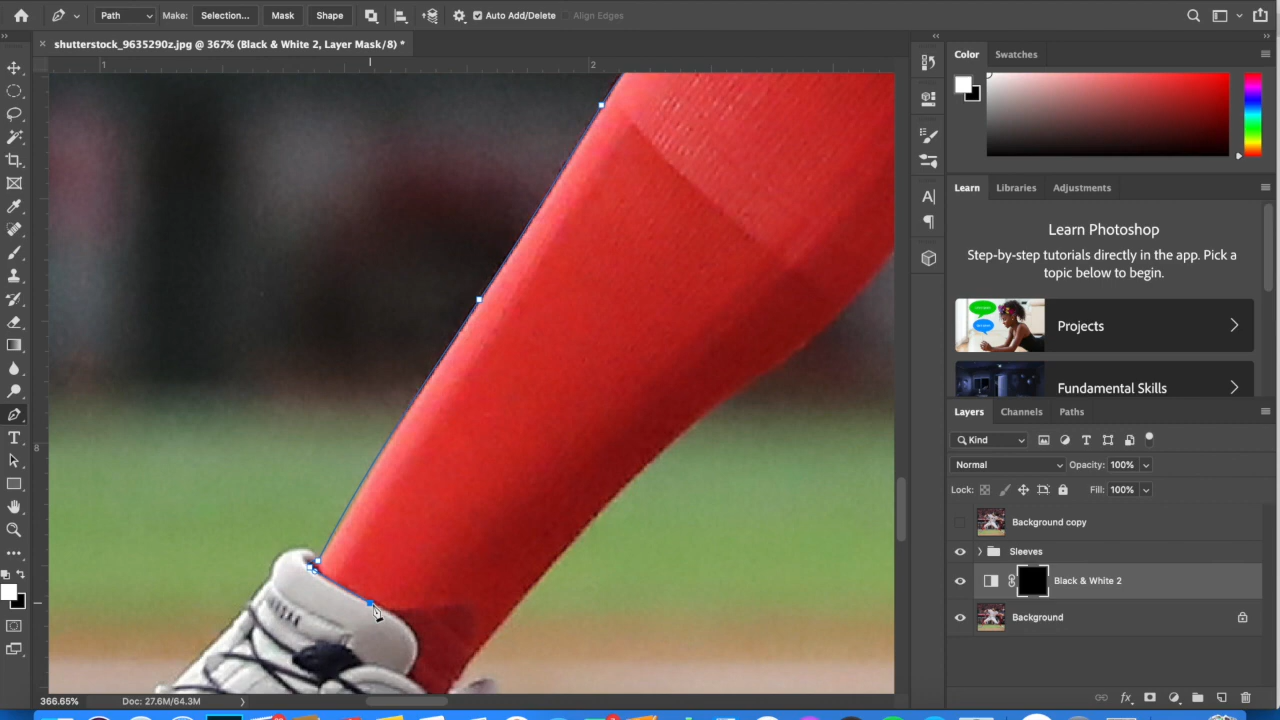 Path
Make:
Selection...
Mask
Shape
Auto Add/Delete
Align Edges
shutterstock_9635290z.jpg @ 367% (Black & White 2, Layer Mask/8) *
1
2
8
Color
Swatches
Learn
Libraries
Adjustments
Learn Photoshop
Step-by-step tutorials directly in the app. Pick a
topic below to begin.
Projects
Fundamental Skills
Layers
Channels
Paths
Kind
Normal
Opacity: 100%
Lock:
Fill: 100%
Background copy
Sleeves
Black & White 2
Background
366.65%
Doc: 27.6M/64.3M